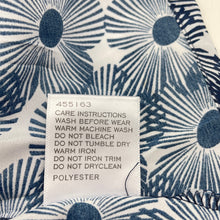 455163
CARE INSTRUCTIONS
WASH BEFORE WEAR
WARM MACHINE WASH
DO NOT BLEACH
DO NOT TUMBLE DRY
WARM IRON
DO NOT IRON TRIM
DO NOT DRYCLEAN
POLYESTER